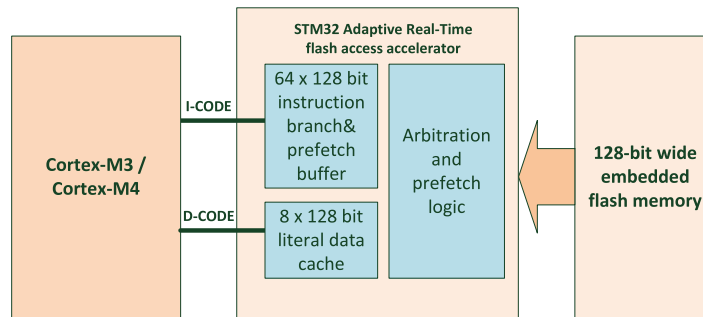 STM32 Adaptive Real-Time
flash access accelerator
64 x 128 bit
instruction
branch&
prefetch
buffer
I-CODE
Arbitration
and
prefetch
logic
Cortex-M3 /
Cortex-M4
128-bit wide
embedded
flash memory
D-CODE
8 x 128 bit
literal data
cache